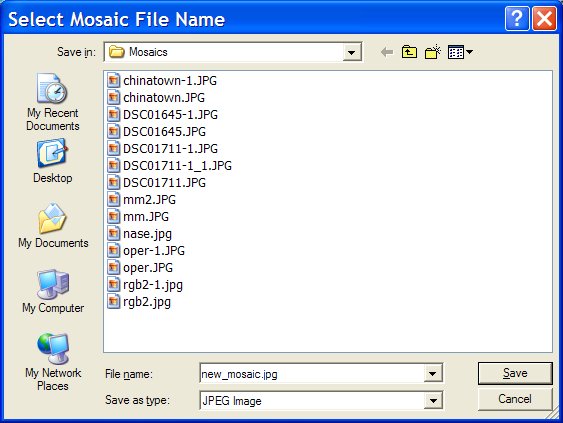 Select Mosaic File Name
Save in: Mosaics
My Recent
Documents
Desktop
My Documents
My Computer
My Network
Places
chinatown-1.JPG
chinatown.JPG
DSC01645-1.JPG
DSC01645.JPG
DSC01711-1.JPG
DSC01711-1_1.JPG
DSC01711.JPG
mm2.JPG
mm.JPG
nase.jpg
oper-1.JPG
oper.JPG
rgb2-1.jpg
rgb2.jpg
File name: new_mosaic.jpg Save
Save as type: JPEG Image Cancel